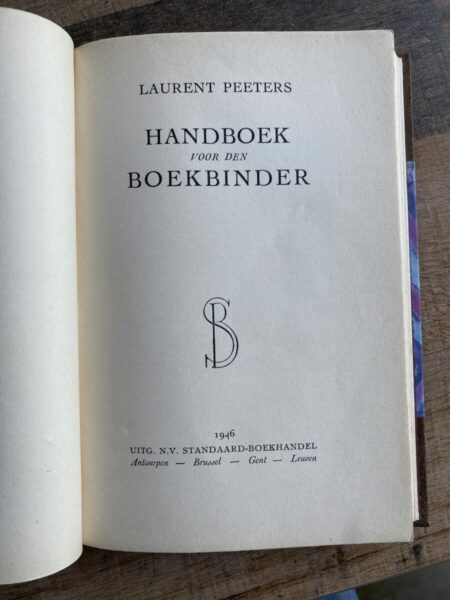 LAURENT PEETERS
HANDBOEK
VOOR DEN
BOEKBINDER
SB
1946
UITG. N.V. STANDAARD-BOEKHANDEL
Antwerpen — Brussel — Gent — Leuven